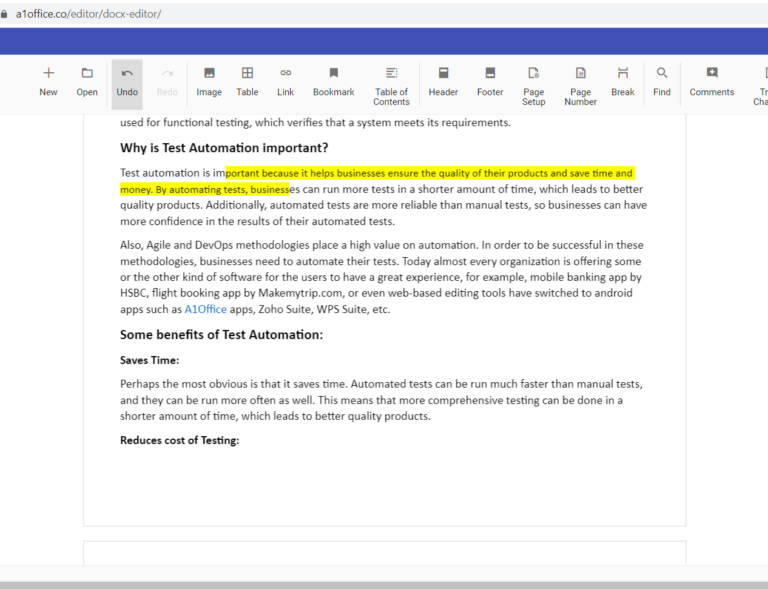 a1office.co/editor/docx-editor/
New
Open
Undo
Redo
Image
Table
Link
Bookmark
Table of
Contents
Header
Footer
Page
Setup
Page
Number
Break
Find
Comments
used for functional testing, which verifies that a system meets its requirements.
Why is Test Automation important?
Test automation is important because it helps businesses ensure the quality of their products and save time and
money. By automating tests, businesses can run more tests in a shorter amount of time, which leads to better
quality products. Additionally, automated tests are more reliable than manual tests, so businesses can have
more confidence in the results of their automated tests.
Also, Agile and DevOps methodologies place a high value on automation. In order to be successful in these
methodologies, businesses need to automate their tests. Today almost every organization is offering some
or the other kind of software for the users to have a great experience, for example, mobile banking app by
HSBC, flight booking app by Makemytrip.com, or even web-based editing tools have switched to android
apps such as A1Office apps, Zoho Suite, WPS Suite, etc.
Some benefits of Test Automation:
Saves Time:
Perhaps the most obvious is that it saves time. Automated tests can be run much faster than manual tests,
and they can be run more often as well. This means that more comprehensive testing can be done in a
shorter amount of time, which leads to better quality products.
Reduces cost of Testing: